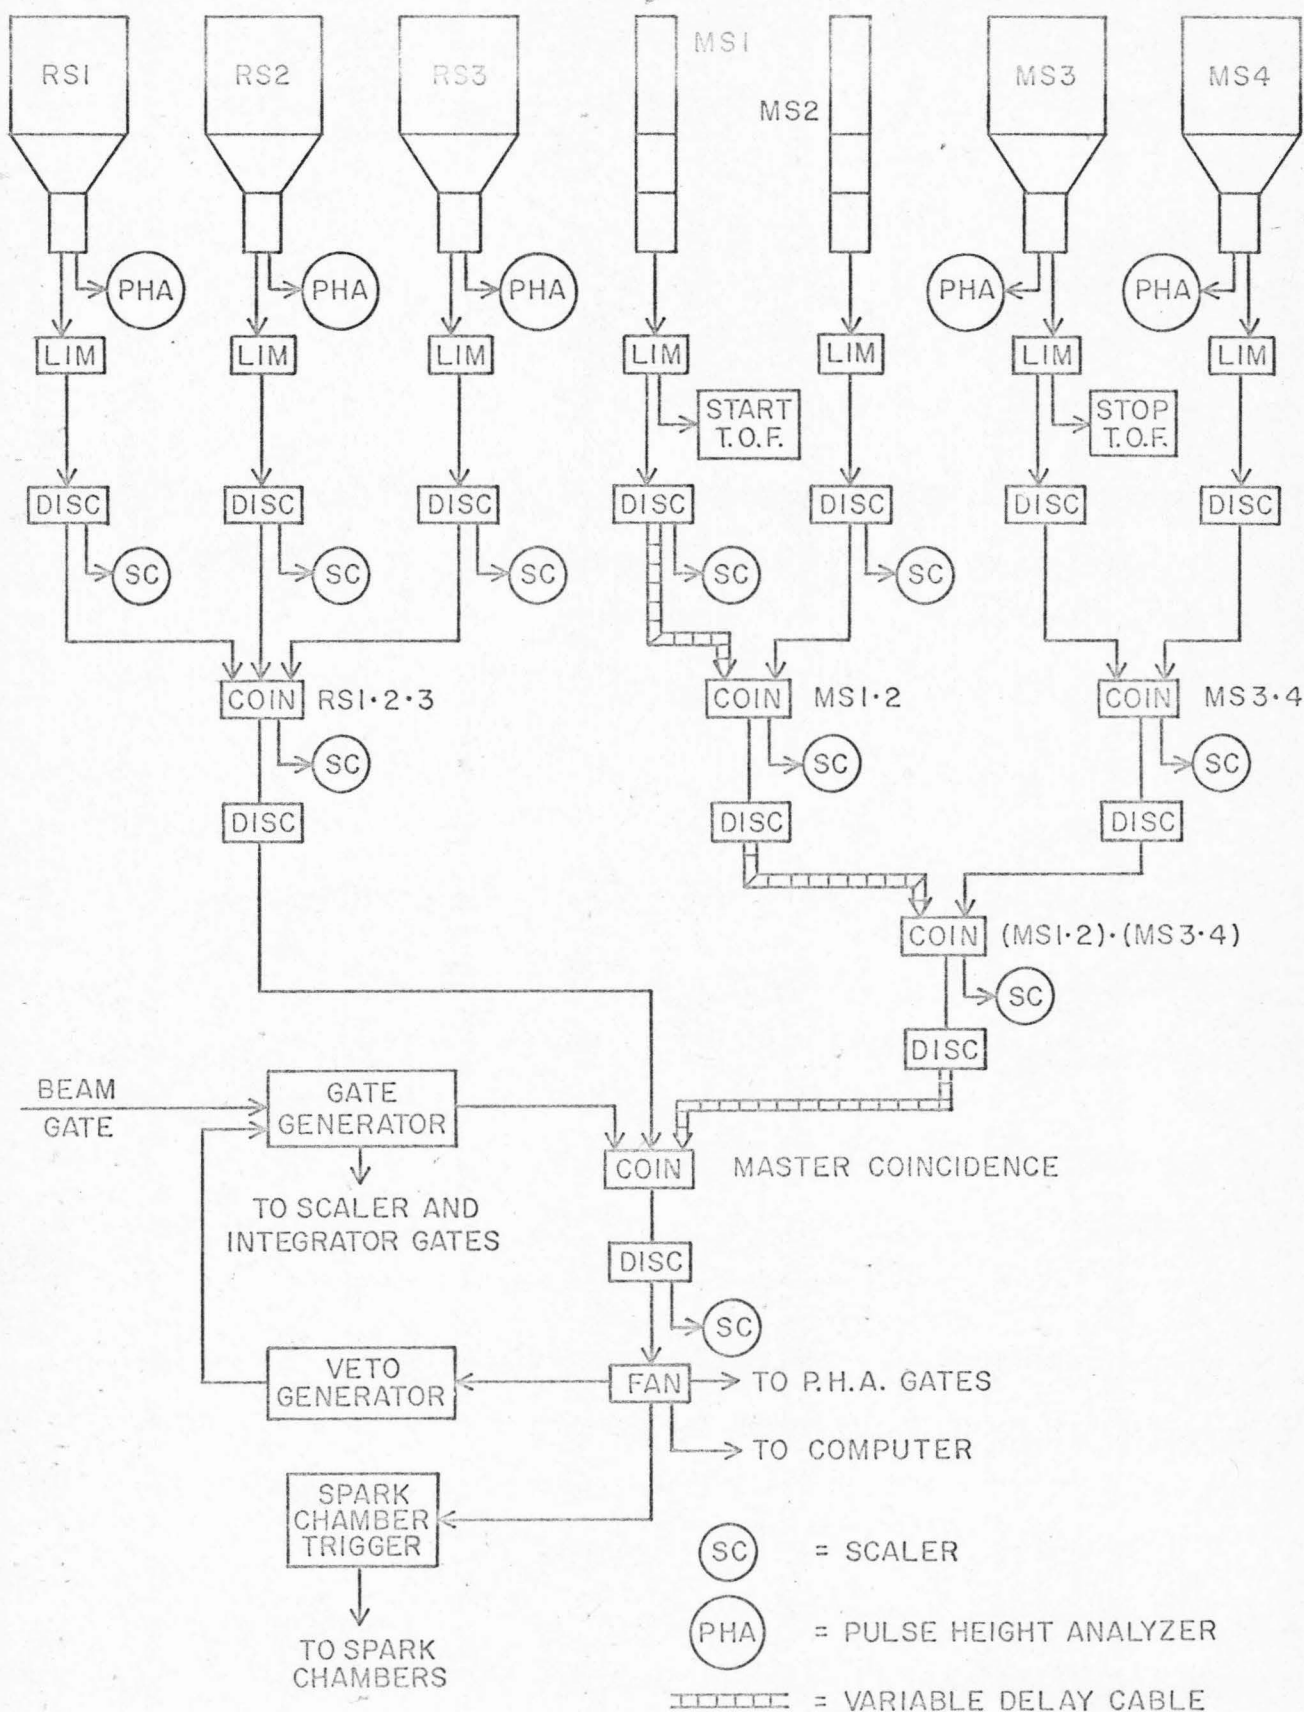 RS1
RS2
RS3
MS1
MS2
MS3
MS4
PHA
PHA
PHA
PHA
PHA
LIM
LIM
LIM
LIM
LIM
LIM
LIM
START
T.O.F.
STOP
T.O.F.
DISC
DISC
DISC
DISC
DISC
DISC
DISC
SC
SC
SC
SC
SC
COIN
RS1·2·3
COIN
MS1·2
COIN
MS3·4
SC
SC
SC
DISC
DISC
DISC
COIN
(MS1·2)·(MS3·4)
SC
DISC
BEAM
GATE
GATE
GENERATOR
COIN
MASTER COINCIDENCE
TO SCALER AND
INTEGRATOR GATES
DISC
SC
VETO
GENERATOR
FAN
TO P.H.A. GATES
TO COMPUTER
SPARK
CHAMBER
TRIGGER
TO SPARK
CHAMBERS
SC = SCALER
PHA = PULSE HEIGHT ANALYZER
= VARIABLE DELAY CABLE